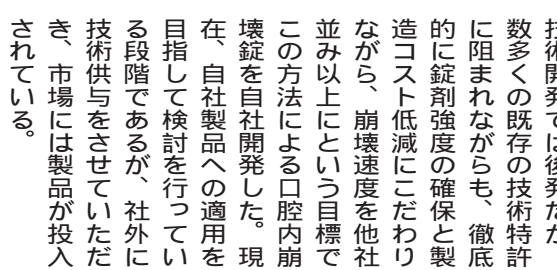 技術開発では後発だが、
数多くの既存の技術特許
に阻まれながらも、徹底
的に錠剤強度の確保と製
造コスト低減にこだわり
ながら、崩壊速度を他社
並み以上にという目標で
この方法による口腔内崩
壊錠を自社開発した。現
在、自社製品への適用を
目指して検討を行ってい
る段階であるが、社外に
技術供与をさせていただ
き、市場には製品が投入
されている。